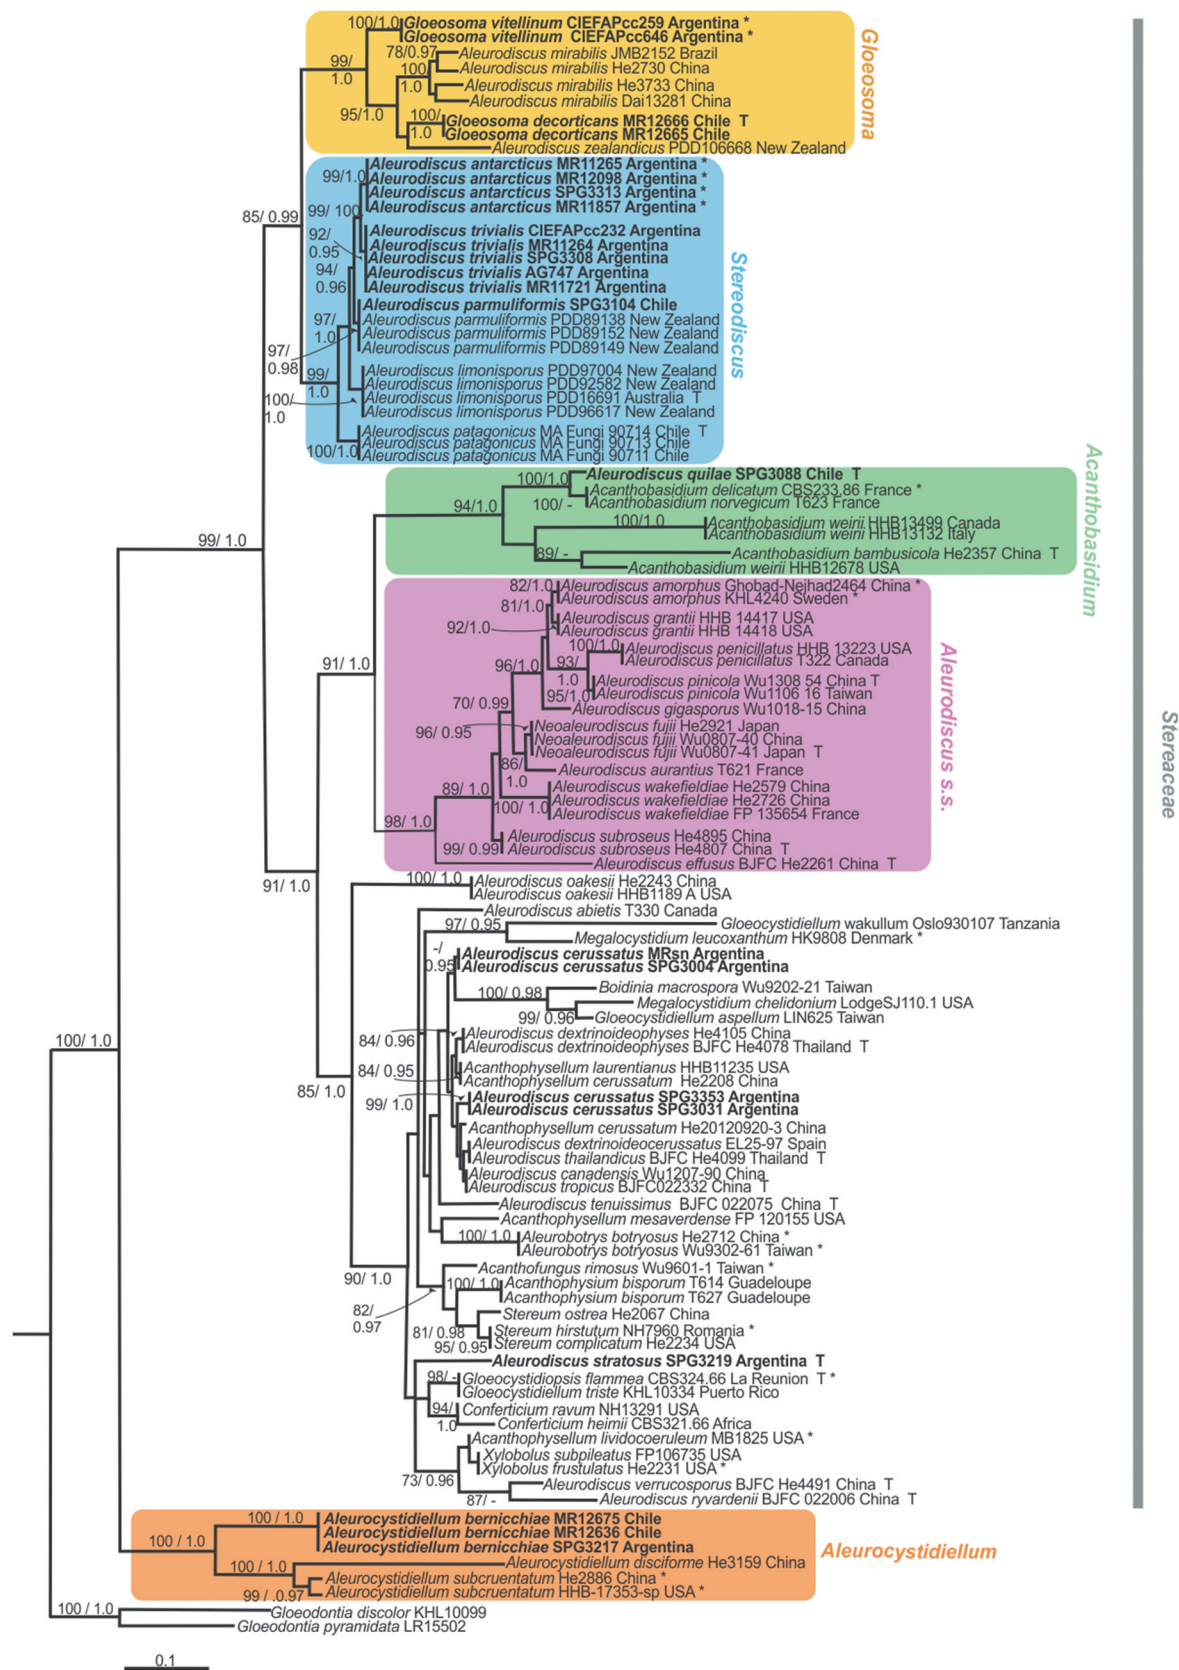 100/1.0
Gloeosoma vitellinum CIEFAPcc259 Argentina *
Gloeosoma vitellinum CIEFAPcc646 Argentina *
78/0.97
Aleurodiscus mirabilis JMB2152 Brazil
99/
1.0
100/
1.0
Aleurodiscus mirabilis He2730 China
Aleurodiscus mirabilis He3733 China
Aleurodiscus mirabilis Dai13281 China
95/1.0
100/
1.0
Gloeosoma decorticans MR12666 Chile T
Gloeosoma decorticans MR12665 Chile
Aleurodiscus zealandicus PDD106668 New Zealand
Gloeosoma
Aleurodiscus antarcticus MR11265 Argentina *
99/1.0
Aleurodiscus antarcticus MR12098 Argentina *
Aleurodiscus antarcticus SPG3313 Argentina *
99/ 100
Aleurodiscus antarcticus MR11857 Argentina *
85/ 0.99
92/
0.95
Aleurodiscus trivialis CIEFAPcc232 Argentina
Aleurodiscus trivialis MR11264 Argentina
Aleurodiscus trivialis SPG3308 Argentina
94/
0.96
Aleurodiscus trivialis AG747 Argentina
Aleurodiscus trivialis MR11721 Argentina
Aleurodiscus parmuliformis SPG3104 Chile
97/
1.0
Aleurodiscus parmuliformis PDD89138 New Zealand
Aleurodiscus parmuliformis PDD89152 New Zealand
Aleurodiscus parmuliformis PDD89149 New Zealand
97/
0.98
99/
1.0
Aleurodiscus limonisporus PDD97004 New Zealand
Aleurodiscus limonisporus PDD92582 New Zealand
Aleurodiscus limonisporus PDD16691 Australia T
Aleurodiscus limonisporus PDD96617 New Zealand
100/
1.0
Aleurodiscus patagonicus MA Fungi 90714 Chile T
Aleurodiscus patagonicus MA Fungi 90713 Chile
100/1.0
Aleurodiscus patagonicus MA Fungi 90711 Chile
Stereodiscus
100/1.0
Aleurodiscus quilae SPG3088 Chile T
Acanthobasidium delicatum CBS233.86 France *
100/ -
Acanthobasidium norvegicum T623 France
94/1.0
100/1.0
Acanthobasidium weirii HHB13499 Canada
Acanthobasidium weirii HHB13132 Italy
89/ -
Acanthobasidium bambusicola He2357 China T
Acanthobasidium weirii HHB12678 USA
Acanthobasidium
99/ 1.0
82/1.0
Aleurodiscus amorphus Ghobad-Nejhad2464 China *
Aleurodiscus amorphus KHL4240 Sweden *
81/1.0
Aleurodiscus grantii HHB 14417 USA
92/1.0
Aleurodiscus grantii HHB 14418 USA
100/1.0
Aleurodiscus penicillatus HHB 13223 USA
Aleurodiscus penicillatus T322 Canada
96/1.0
93/
1.0
91/ 1.0
Aleurodiscus pinicola Wu1308 54 China T
95/1.0
Aleurodiscus pinicola Wu1106 16 Taiwan
70/ 0.99
Aleurodiscus gigasporus Wu1018-15 China
96/ 0.95
Neoaleurodiscus fujii He2921 Japan
Neoaleurodiscus fujii Wu0807-40 China
Neoaleurodiscus fujii Wu0807-41 Japan T
86/
1.0
Aleurodiscus aurantius T621 France
89/ 1.0
Aleurodiscus wakefieldiae He2579 China
100/ 1.0
Aleurodiscus wakefieldiae He2726 China
Aleurodiscus wakefieldiae FP 135654 France
98/ 1.0
Aleurodiscus subroseus He4895 China
99/ 0.99
Aleurodiscus subroseus He4807 China T
Aleurodiscus effusus BJFC He2261 China T
Aleurodiscus s.s.
Stereaceae
91/ 1.0
100/ 1.0
Aleurodiscus oakesii He2243 China
Aleurodiscus oakesii HHB1189 A USA
Aleurodiscus abietis T330 Canada
97/ 0.95
Gloeocystidiellum wakullum Oslo930107 Tanzania
Megalocystidium leucoxanthum HK9808 Denmark *
-/
0.95
Aleurodiscus cerussatus MRsn Argentina
Aleurodiscus cerussatus SPG3004 Argentina
100/ 0.98
Boidinia macrospora Wu9202-21 Taiwan
Megalocystidium chelidonium LodgeSJ110.1 USA
99/ 0.96
Gloeocystidiellum aspellum LIN625 Taiwan
84/ 0.96
Aleurodiscus dextrinoideophyses He4105 China
Aleurodiscus dextrinoideophyses BJFC He4078 Thailand T
100/ 1.0
84/ 0.95
Acanthophysellum laurentianus HHB11235 USA
Acanthophysellum cerussatum He2208 China
85/ 1.0
99/ 1.0
Aleurodiscus cerussatus SPG3353 Argentina
Aleurodiscus cerussatus SPG3031 Argentina
Acanthophysellum cerussatum He20120920-3 China
Aleurodiscus dextrinoideocerussatus EL25-97 Spain
Aleurodiscus thailandicus BJFC He4099 Thailand T
Aleurodiscus canadensis Wu1207-90 China
Aleurodiscus tropicus BJFC022332 China T
Aleurodiscus tenuissimus BJFC 022075 China T
Acanthophysellum mesaverdense FP 120155 USA
100/ 1.0
Aleurobotrys botryosus He2712 China *
Aleurobotrys botryosus Wu9302-61 Taiwan *
90/ 1.0
Acanthofungus rimosus Wu9601-1 Taiwan *
100/ 1.0
Acanthophysium bisporum T614 Guadeloupe
Acanthophysium bisporum T627 Guadeloupe
82/
0.97
Stereum ostrea He2067 China
81/ 0.98
Stereum hirstutum NH7960 Romania *
95/ 0.95
Stereum complicatum He2234 USA
Aleurodiscus stratosus SPG3219 Argentina T
98/ -
Gloeocystidiopsis flammea CBS324.66 La Reunion T *
Gloeocystidiellum triste KHL10334 Puerto Rico
94/
1.0
Conferticium ravum NH13291 USA
Conferticium heimii CBS321.66 Africa
Acanthophysellum lividocoeruleum MB1825 USA *
Xylobolus subpileatus FP106735 USA
Xylobolus frustulatus He2231 USA *
73/ 0.96
Aleurodiscus verrucosporus BJFC He4491 China T
87/ -
Aleurodiscus ryvardenii BJFC 022006 China T
100 / 1.0
Aleurocystidiellum bernicchiae MR12675 Chile
Aleurocystidiellum bernicchiae MR12636 Chile
100 / 1.0
Aleurocystidiellum bernicchiae SPG3217 Argentina
100 / 1.0
Aleurocystidiellum disciforme He3159 China
Aleurocystidiellum subcruentatum He2886 China *
99 / .0.97
Aleurocystidiellum subcruentatum HHB-17353-sp USA *
Aleurocystidiellum
100 / 1.0
Gloeodontia discolor KHL10099
Gloeodontia pyramidata LR15502
0.1